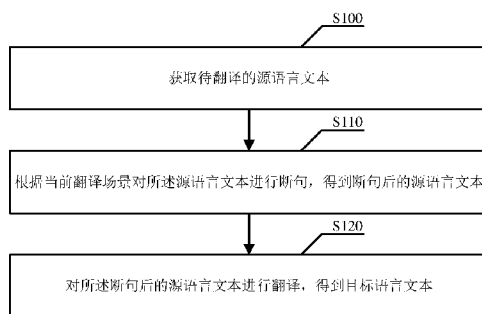 S100
获取待翻译的源语言文本
S110
根据当前翻译场景对所述源语言文本进行断句，得到断句后的源语言文本
S120
对所述断句后的源语言文本进行翻译，得到目标语言文本